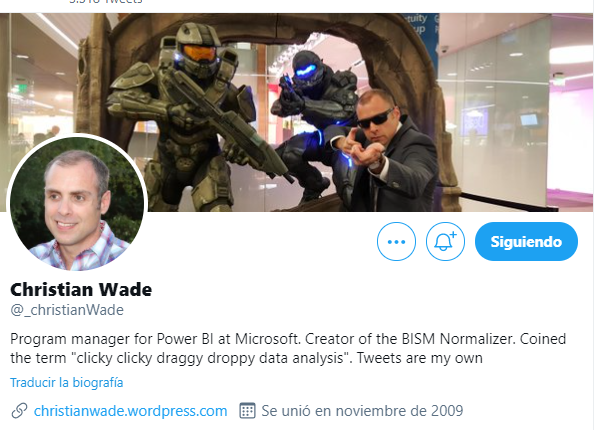 Tweets
tuity
up
Siguiendo
Christian Wade
@_christianWade
Program manager for Power BI at Microsoft. Creator of the BISM Normalizer. Coined
the term "clicky clicky draggy droppy data analysis". Tweets are my own
Traducir la biografía
christianwade.wordpress.com Se unió en noviembre de 2009